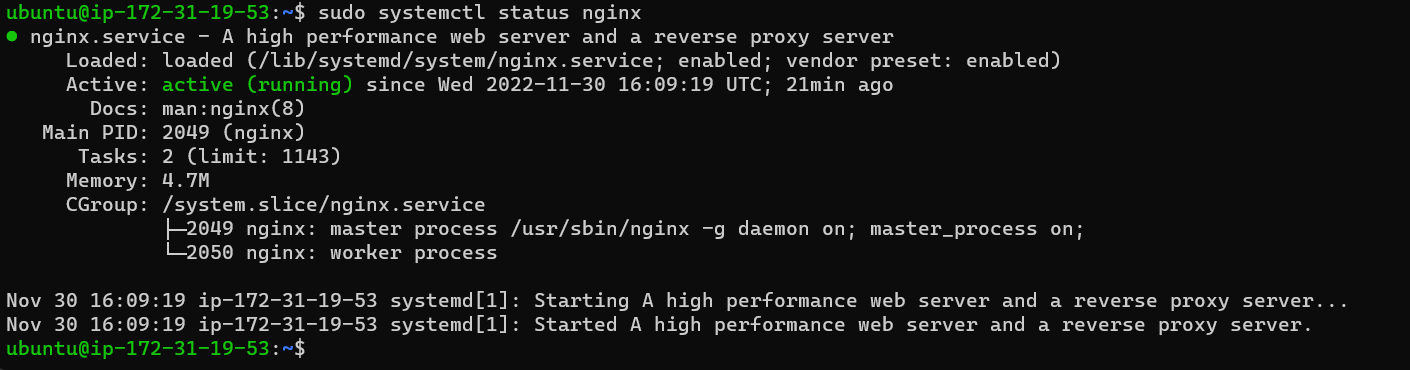 ubuntu@ip-172-31-19-53:~$ sudo systemctl status nginx
● nginx.service - A high performance web server and a reverse proxy server
     Loaded: loaded (/lib/systemd/system/nginx.service; enabled; vendor preset: enabled)
     Active: active (running) since Wed 2022-11-30 16:09:19 UTC; 21min ago
       Docs: man:nginx(8)
   Main PID: 2049 (nginx)
      Tasks: 2 (limit: 1143)
     Memory: 4.7M
     CGroup: /system.slice/nginx.service
             ├─2049 nginx: master process /usr/sbin/nginx -g daemon on; master_process on;
             └─2050 nginx: worker process

Nov 30 16:09:19 ip-172-31-19-53 systemd[1]: Starting A high performance web server and a reverse proxy server...
Nov 30 16:09:19 ip-172-31-19-53 systemd[1]: Started A high performance web server and a reverse proxy server.
ubuntu@ip-172-31-19-53:~$